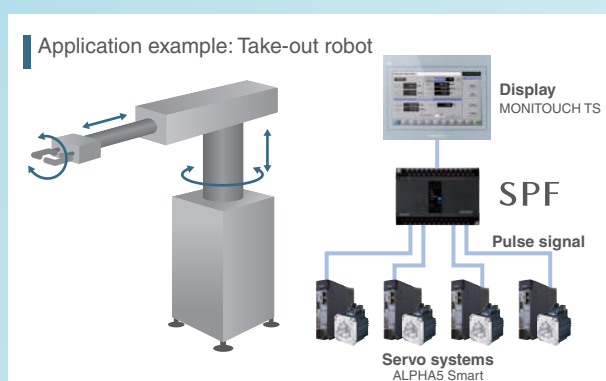 Application example: Take-out robot
Display
MONITOUCH TS
SPF
Pulse signal
Servo systems
ALPHA5 Smart